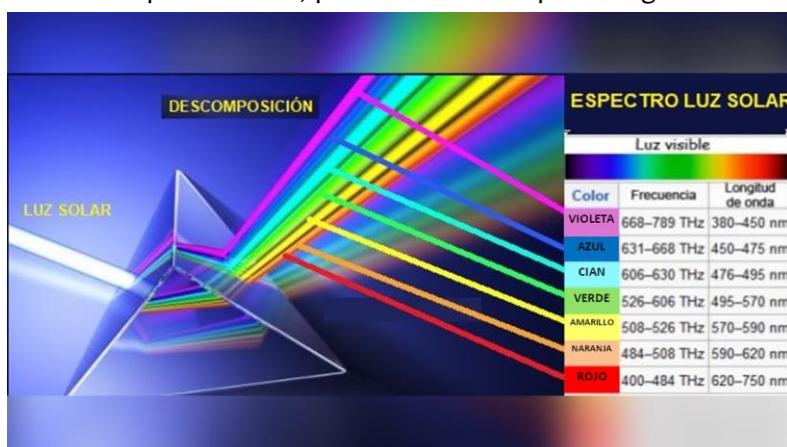 DESCOMPOSICIÓN
LUZ SOLAR
ESPECTRO LUZ SOLAR
Luz visible
Color Frecuencia Longitud de onda
VIOLETA 668–789 THz 380–450 nm
AZUL 631–668 THz 450–475 nm
CIAN 606–630 THz 476–495 nm
VERDE 526–606 THz 495–570 nm
AMARILLO 508–526 THz 570–590 nm
NARANJA 484–508 THz 590–620 nm
ROJO 400–484 THz 620–750 nm